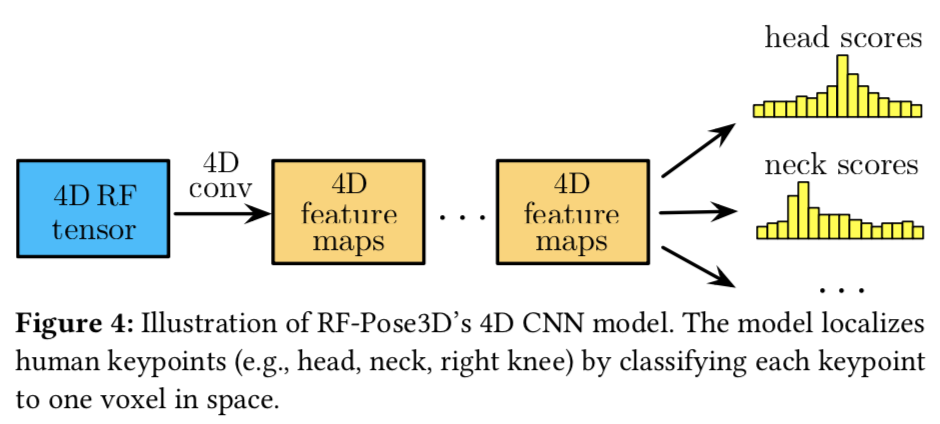 head scores
4D RF
tensor
4D
conv
4D
feature
maps
. . .
4D
feature
maps
neck scores
. . .
Figure 4: Illustration of RF-Pose3D's 4D CNN model. The model localizes
human keypoints (e.g., head, neck, right knee) by classifying each keypoint
to one voxel in space.